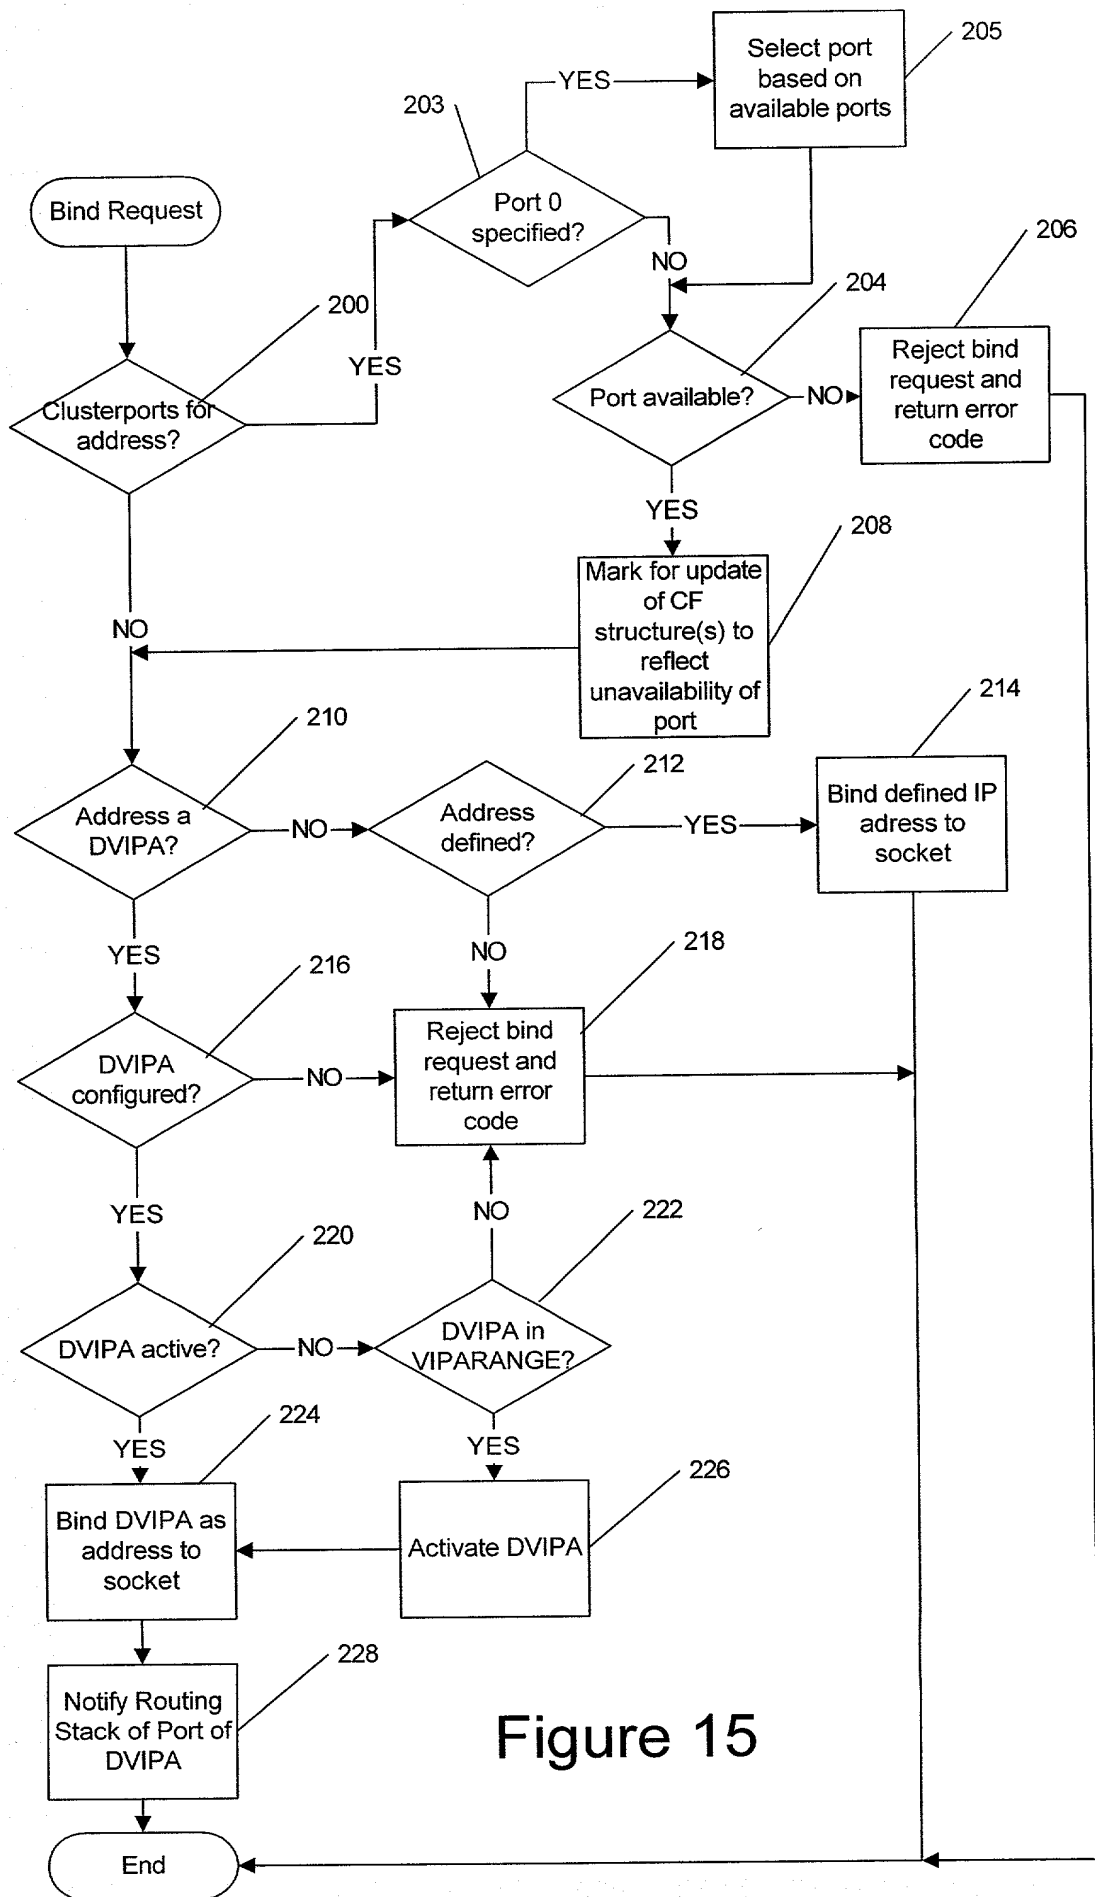 Select port
based on
available ports
205
YES
203
Port 0
specified?
Bind Request
206
NO
204
200
Reject bind
request and
return error
code
YES
Port available?
NO
Clusterports for
address?
YES
208
Mark for update
of CF
structure(s) to
reflect
unavailability of
port
NO
214
210
212
Bind defined IP
adress to
socket
Address a
DVIPA?
NO
Address
defined?
YES
YES
NO
218
216
Reject bind
request and
return error
code
DVIPA
configured?
NO
YES
NO
222
220
DVIPA active?
NO
DVIPA in
VIPARANGE?
224
YES
YES
226
Bind DVIPA as
address to
socket
Activate DVIPA
228
Notify Routing
Stack of Port of
DVIPA
Figure 15
End